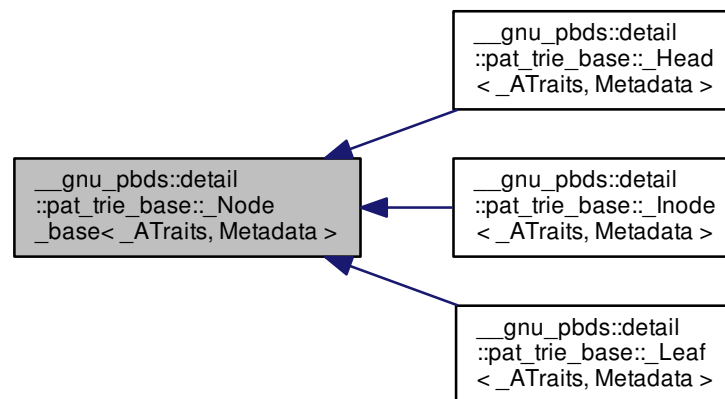 __gnu_pbds::detail
::pat_trie_base::_Head
< _ATraits, Metadata >
__gnu_pbds::detail
::pat_trie_base::_Node
_base< _ATraits, Metadata >
__gnu_pbds::detail
::pat_trie_base::_Inode
< _ATraits, Metadata >
__gnu_pbds::detail
::pat_trie_base::_Leaf
< _ATraits, Metadata >